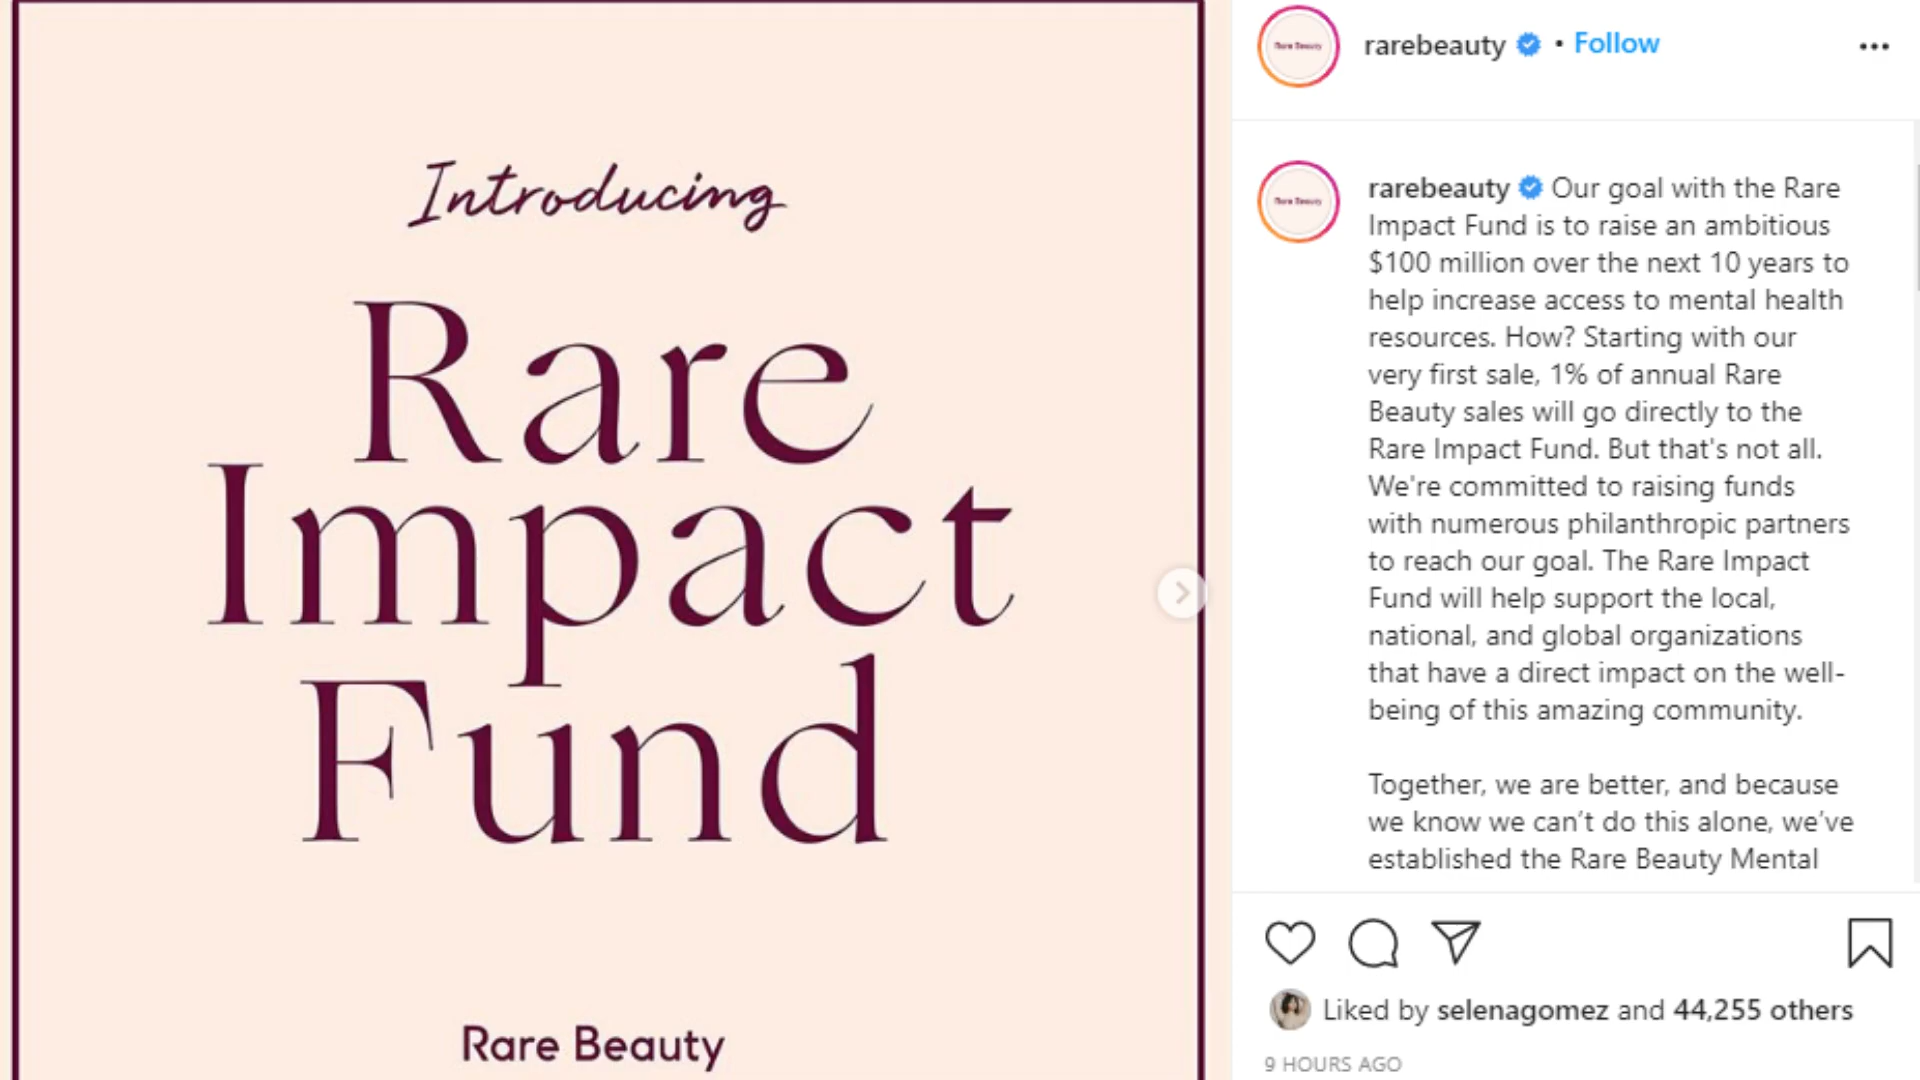 Introducing
Rare
Impact
Fund
Rare Beauty
rarebeauty • Follow
rarebeauty Our goal with the Rare
Impact Fund is to raise an ambitious
$100 million over the next 10 years to
help increase access to mental health
resources. How? Starting with our
very first sale, 1% of annual Rare
Beauty sales will go directly to the
Rare Impact Fund. But that's not all.
We're committed to raising funds
with numerous philanthropic partners
to reach our goal. The Rare Impact
Fund will help support the local,
national, and global organizations
that have a direct impact on the well-
being of this amazing community.
Together, we are better, and because
we know we can’t do this alone, we’ve
established the Rare Beauty Mental
Liked by selenagomez and 44,255 others
9 HOURS AGO
Rare Beauty
Rare Beauty